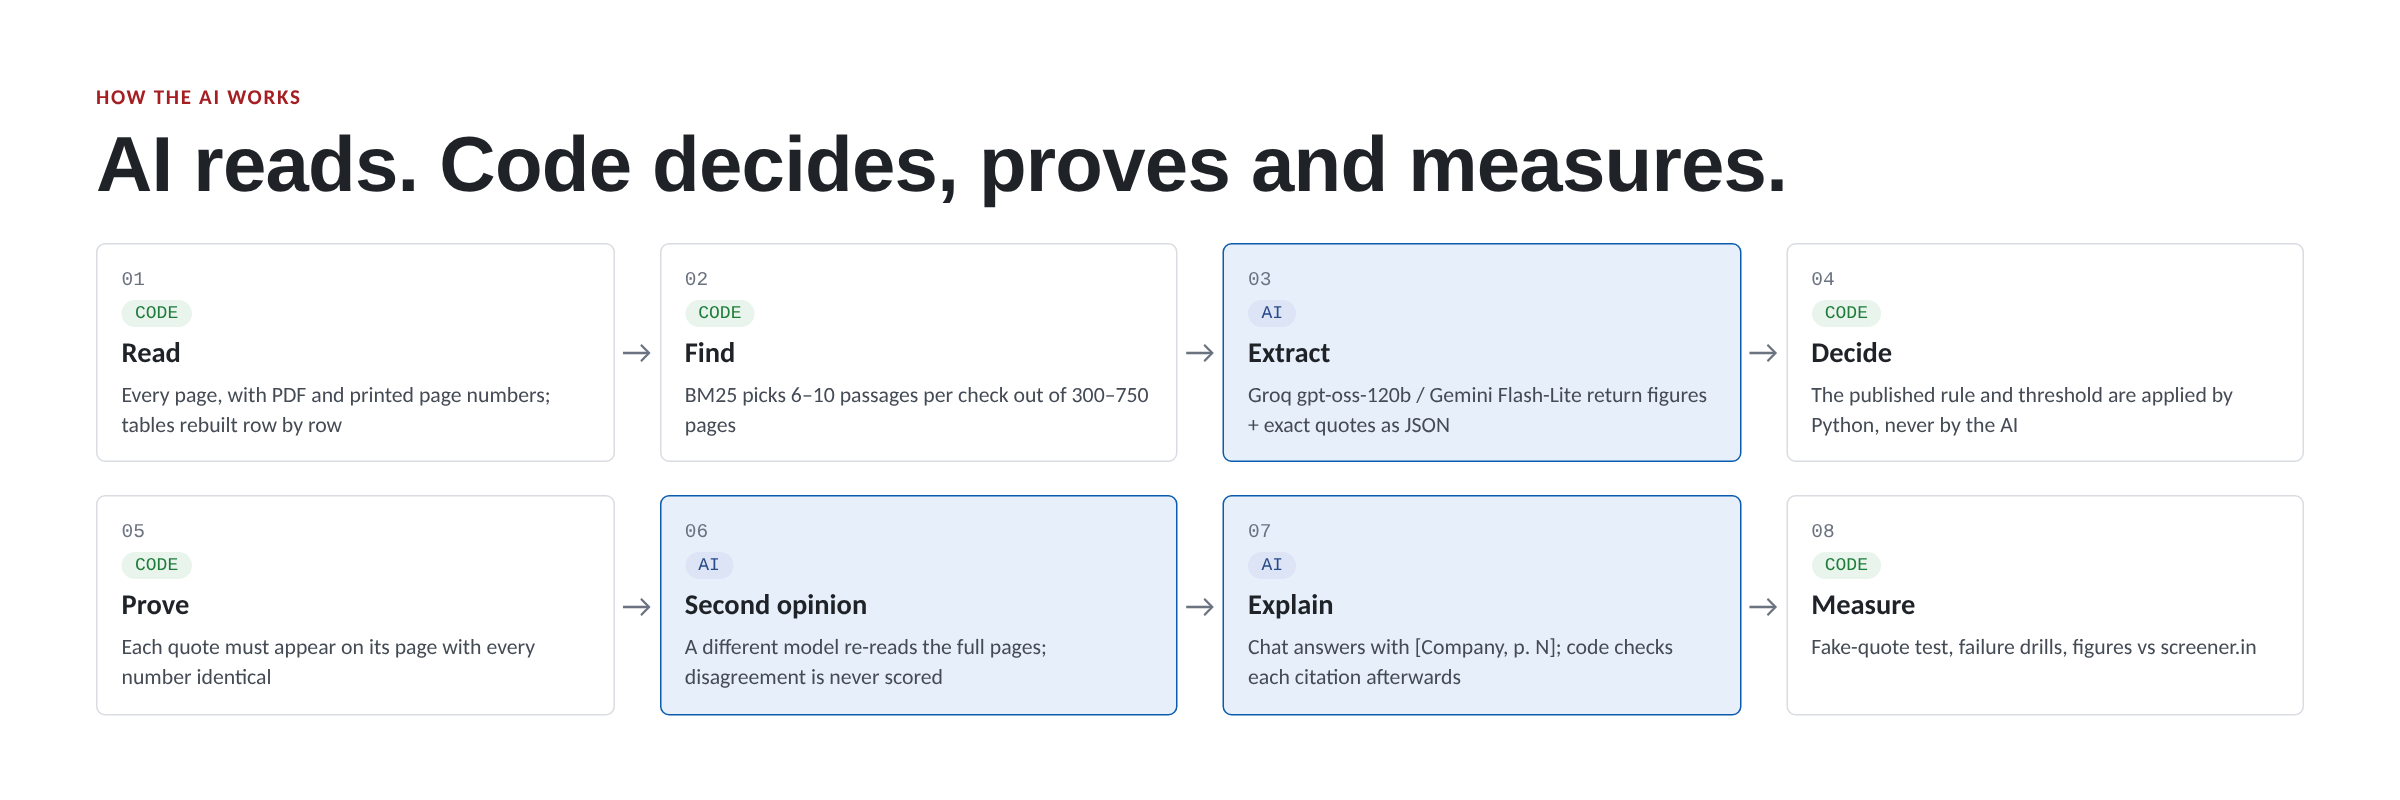 HOW THE AI WORKS
AI reads. Code decides, proves and measures.
01
CODE
Read
Every page, with PDF and printed page numbers;
tables rebuilt row by row
02
CODE
Find
BM25 picks 6–10 passages per check out of 300–750
pages
03
AI
Extract
Groq gpt-oss-120b / Gemini Flash-Lite return figures
+ exact quotes as JSON
04
CODE
Decide
The published rule and threshold are applied by
Python, never by the AI
05
CODE
Prove
Each quote must appear on its page with every
number identical
06
AI
Second opinion
A different model re-reads the full pages;
disagreement is never scored
07
AI
Explain
Chat answers with [Company, p. N]; code checks
each citation afterwards
08
CODE
Measure
Fake-quote test, failure drills, figures vs screener.in